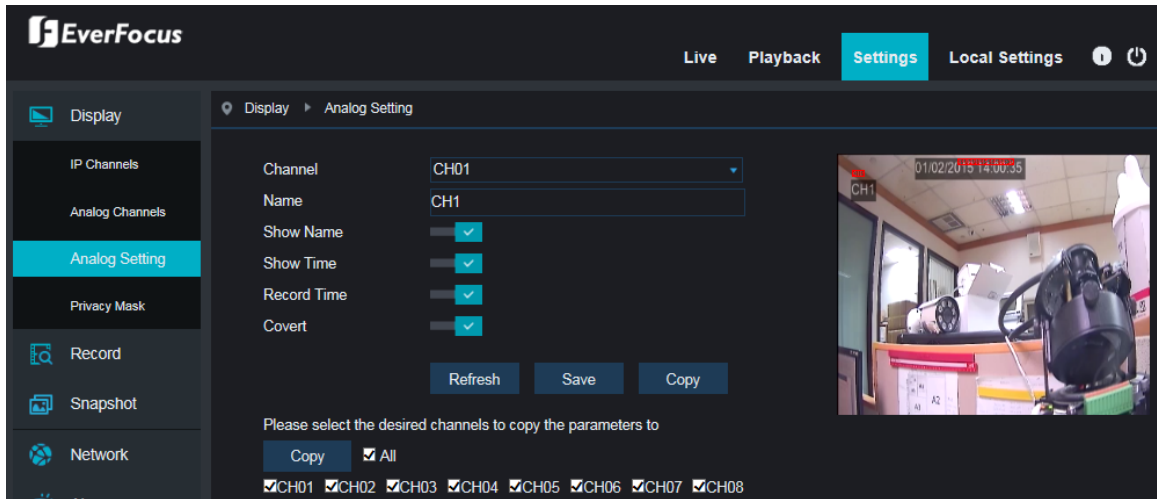 EverFocus
Live Playback Settings Local Settings
Display
Display Analog Setting
IP Channels
Analog Channels
Analog Setting
Privacy Mask
Record
Snapshot
Network
Channel CH01
Name CH1
Show Name
Show Time
Record Time
Covert
Refresh Save Copy
Please select the desired channels to copy the parameters to
Copy All
CH01 CH02 CH03 CH04 CH05 CH06 CH07 CH08
01/02/2015 14:00:35
CH1
A1 A2